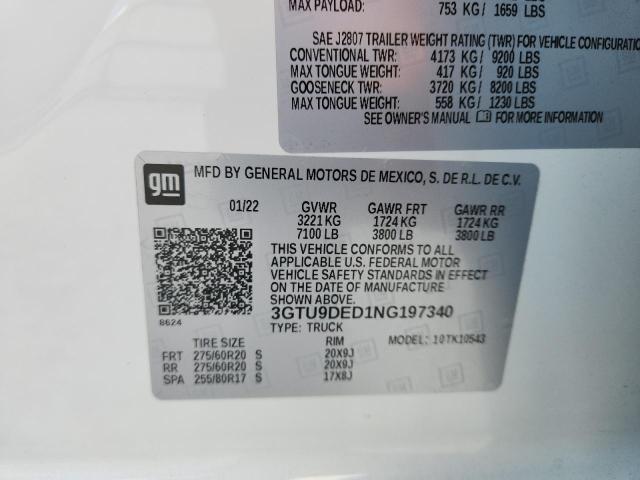 MAX PAYLOAD: 753 KG / 1659 LBS
SAE J2807 TRAILER WEIGHT RATING (TWR) FOR VEHICLE CONFIGURATION
CONVENTIONAL TWR: 4173 KG/ 9200 LBS
MAX TONGUE WEIGHT: 417 KG/ 920 LBS
GOOSENECK TWR: 3720 KG/ 8200 LBS
MAX TONGUE WEIGHT: 558 KG/ 1230 LBS
SEE OWNER'S MANUAL FOR MORE INFORMATION
gm
MFD BY GENERAL MOTORS DE MEXICO, S. DE R.L. DE C.V.
01/22 GVWR GAWR FRT GAWR RR
3221 KG 1724 KG 1724 KG
7100 LB 3800 LB 3800 LB
THIS VEHICLE CONFORMS TO ALL
APPLICABLE U.S. FEDERAL MOTOR
VEHICLE SAFETY STANDARDS IN EFFECT
ON THE DATE OF MANUFACTURE
SHOWN ABOVE.
3GTU9DED1NG197340
8624
TYPE: TRUCK MODEL: 10TK10543
TIRE SIZE RIM
FRT 275/60R20 S 20X9J
RR 275/60R20 S 20X9J
SPA 255/80R17 S 17X8J